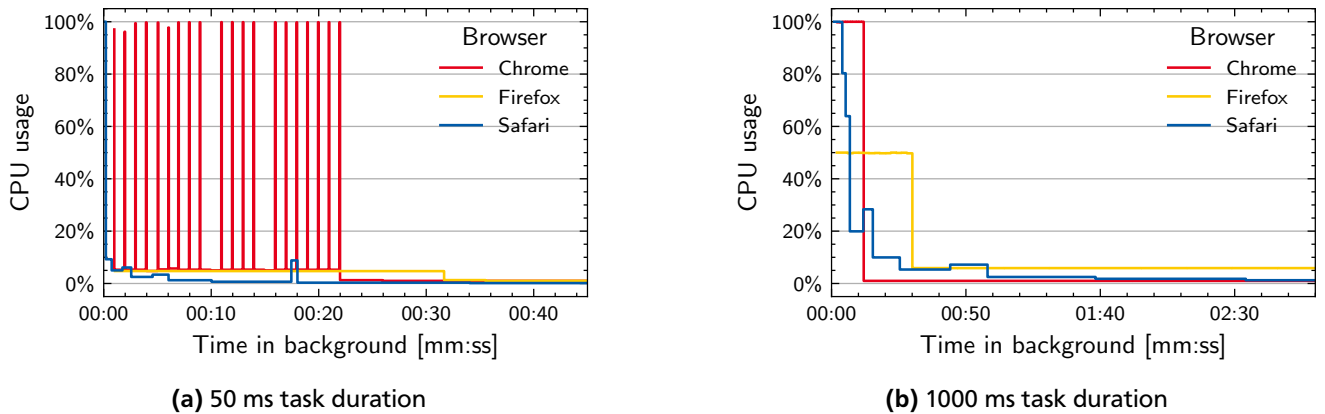 100%
80%
60%
40%
20%
0%
CPU usage
00:00
00:10
00:20
00:30
00:40
Time in background [mm:ss]
Browser
Chrome
Firefox
Safari
(a) 50 ms task duration
100%
80%
60%
40%
20%
0%
CPU usage
00:00
00:50
01:40
02:30
Time in background [mm:ss]
Browser
Chrome
Firefox
Safari
(b) 1000 ms task duration